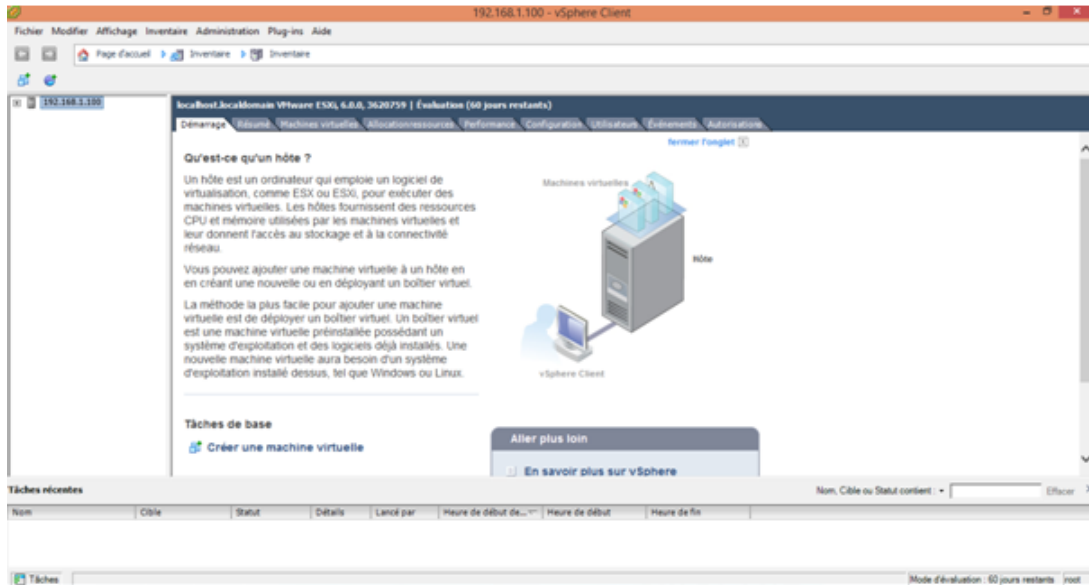 192.168.1.100 - vSphere Client
Fichier Modifier Affichage Inventaire Administration Plug-ins Aide
Page d'accueil Inventaire Inventaire
192.168.1.100
localhost.localdomain VMware ESXi, 6.0.0, 3620759 | Évaluation (60 jours restants)
Démarrage Résumé Machines virtuelles Allocation ressources Performance Configuration Utilisateurs Événements Autorisations
fermer l'onglet
Qu'est-ce qu'un hôte ?
Un hôte est un ordinateur qui emploie un logiciel de
virtualisation, comme ESX ou ESXi, pour exécuter des
machines virtuelles. Les hôtes fournissent des ressources
CPU et mémoire utilisées par les machines virtuelles et
leur donnent l'accès au stockage et à la connectivité
réseau.
Vous pouvez ajouter une machine virtuelle à un hôte en
en créant une nouvelle ou en déployant un boîtier virtuel.
La méthode la plus facile pour ajouter une machine
virtuelle est de déployer un boîtier virtuel. Un boîtier virtuel
est une machine virtuelle préinstallée possédant un
système d'exploitation et des logiciels déjà installés. Une
nouvelle machine virtuelle aura besoin d'un système
d'exploitation installé dessus, tel que Windows ou Linux.
Machines virtuelles
Hôte
vSphere Client
Tâches de base
Créer une machine virtuelle
Aller plus loin
En savoir plus sur vSphere
Tâches récentes
Nom, Cible ou Statut contient : Effacer
Nom Cible Statut Détails Lancé par Heure de début de... Heure de début Heure de fin
Tâches
Mode d'évaluation : 60 jours restants root